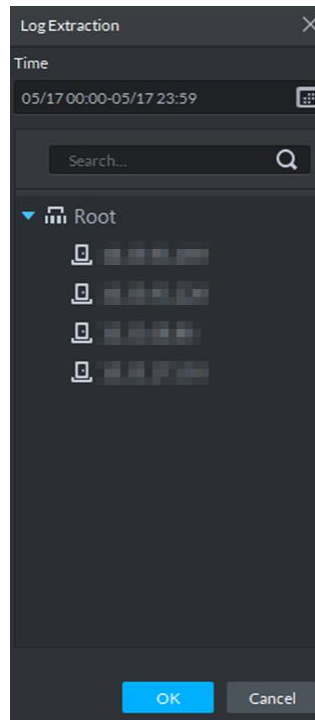 Log Extraction
Time
05/17 00:00-05/17 23:59
Search...
Root
OK
Cancel